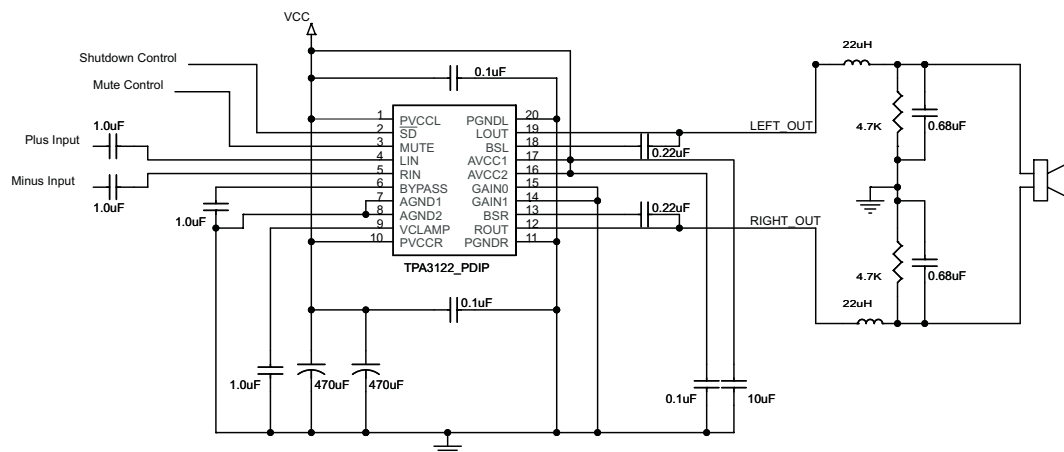 VCC
22uH
Shutdown Control
0.1uF
Mute Control
1 PVCCL PGNDL 20
2 SD LOUT 19
LEFT_OUT
3 MUTE BSL 18
1.0uF
Plus Input
4.7K
0.68uF
0.22uF
4 LIN AVCC1 17
5 RIN AVCC2 16
Minus Input
1.0uF
6 BYPASS GAIN0 15
7 AGND1 GAIN1 14
8 AGND2 BSR 13
0.22uF
1.0uF
9 VCLAMP ROUT 12
RIGHT_OUT
10 PVCCR PGNDR 11
TPA3122_PDIP
4.7K
0.68uF
0.1uF
22uH
1.0uF
470uF
470uF
0.1uF
10uF